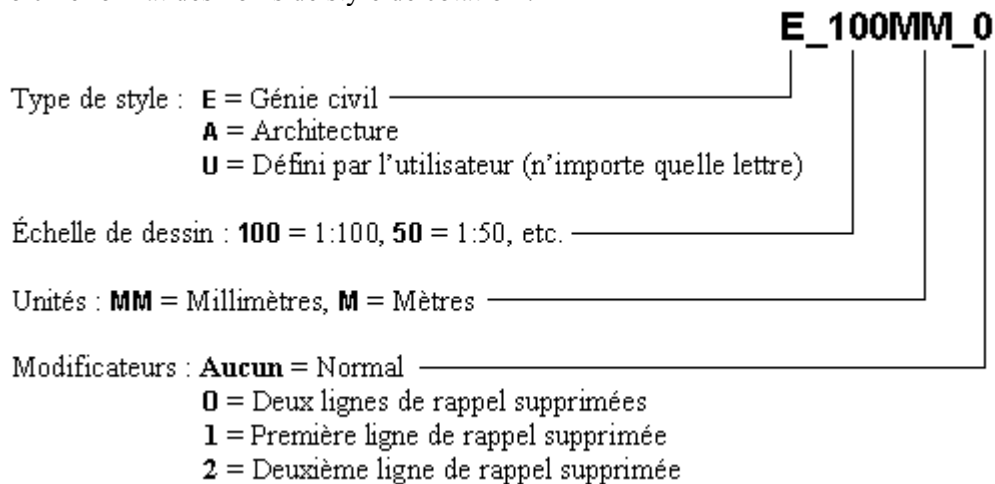 E_100MM_0
Type de style : E = Génie civil
A = Architecture
U = Défini par l'utilisateur (n'importe quelle lettre)
Échelle de dessin : 100 = 1:100, 50 = 1:50, etc.
Unités : MM = Millimètres, M = Mètres
Modificateurs : Aucun = Normal
0 = Deux lignes de rappel supprimées
1 = Première ligne de rappel supprimée
2 = Deuxième ligne de rappel supprimée